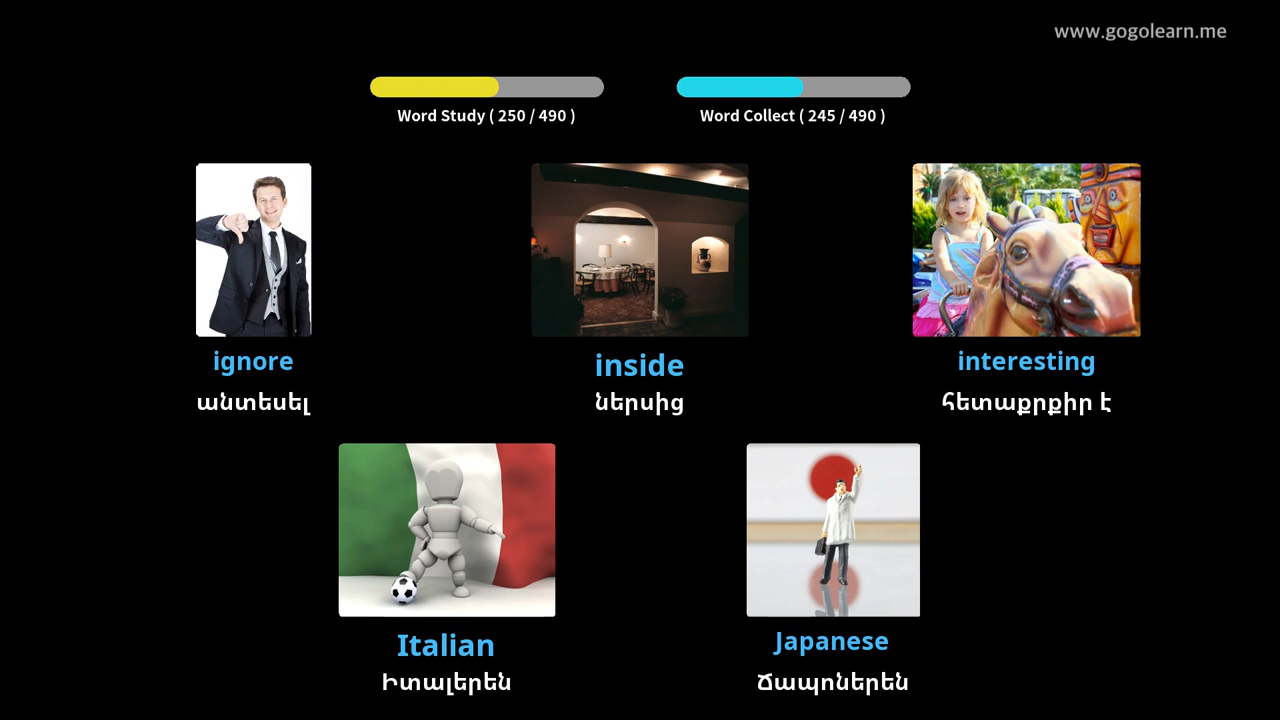 www.gogolearn.me
Word Study ( 250 / 490 )
Word Collect ( 245 / 490 )
ignore
inside
interesting
անտեսել
ներսից
հետաքրքիր է
Italian
Japanese
Իտալերեն
Ճապոներեն